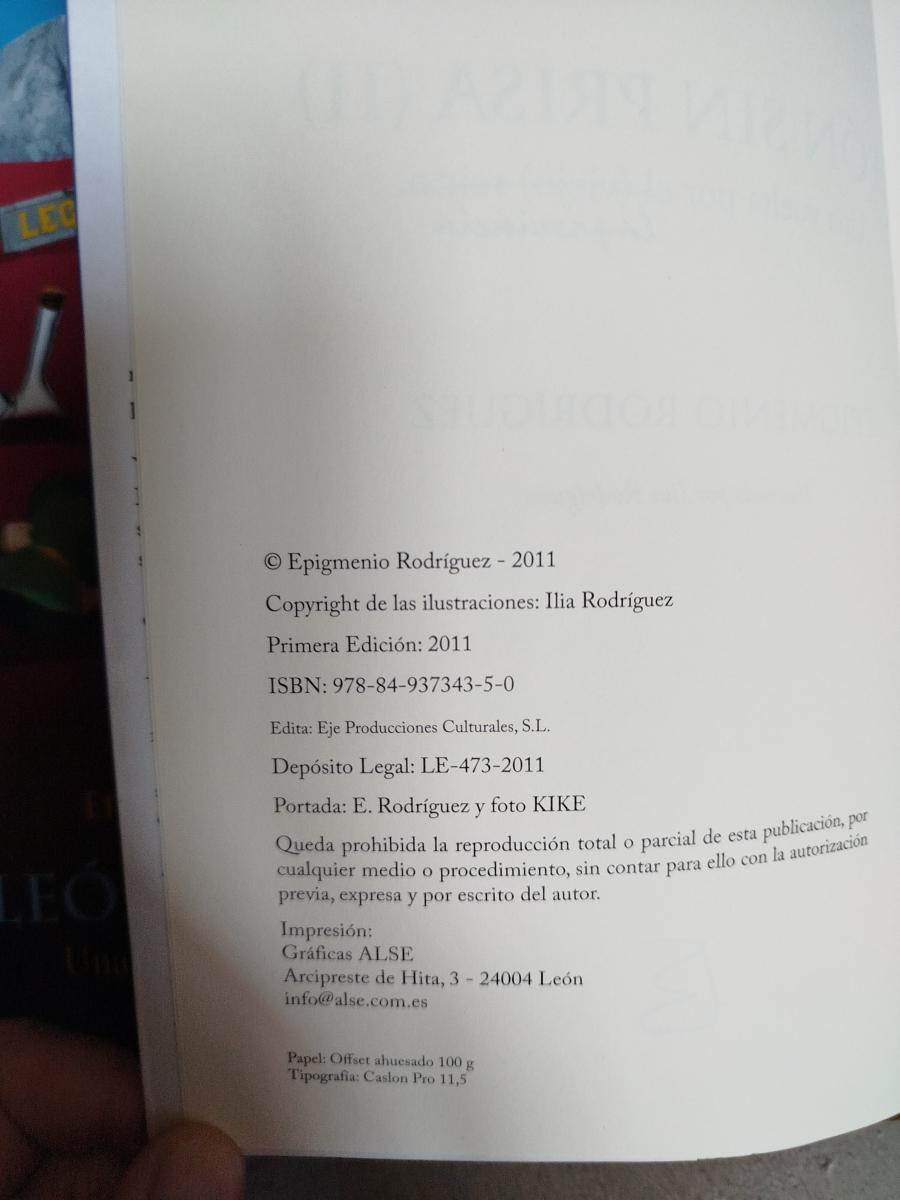 LEÓ
Una
© Epigmenio Rodríguez - 2011
Copyright de las ilustraciones: Ilia Rodríguez
Primera Edición: 2011
ISBN: 978-84-937343-5-0
Edita: Eje Producciones Culturales, S.L.
Depósito Legal: LE-473-2011
Portada: E. Rodríguez y foto KIKE
Queda prohibida la reproducción total o parcial de esta publicación, por
cualquier medio o procedimiento, sin contar para ello con la autorización
previa, expresa y por escrito del autor.
Impresión:
Gráficas ALSE
Arcipreste de Hita, 3 - 24004 León
info@alse.com.es
Papel: Offset ahuesado 100 g
Tipografia: Caslon Pro 11,5